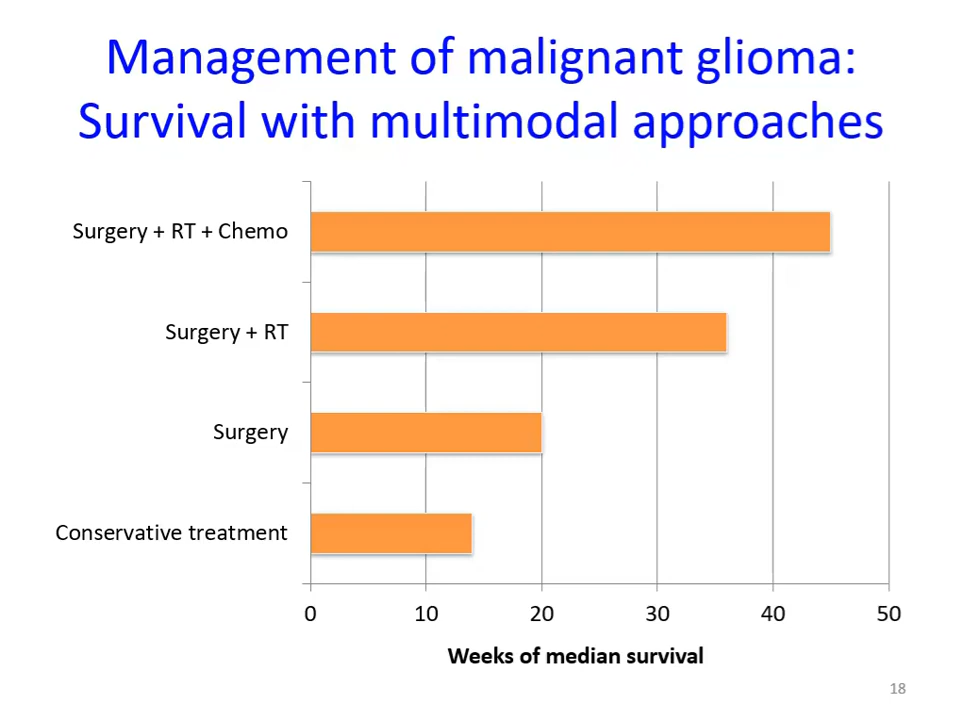 Management of malignant glioma:
Survival with multimodal approaches
Surgery + RT + Chemo
Surgery + RT
Surgery
Conservative treatment
0 10 20 30 40 50
Weeks of median survival
18